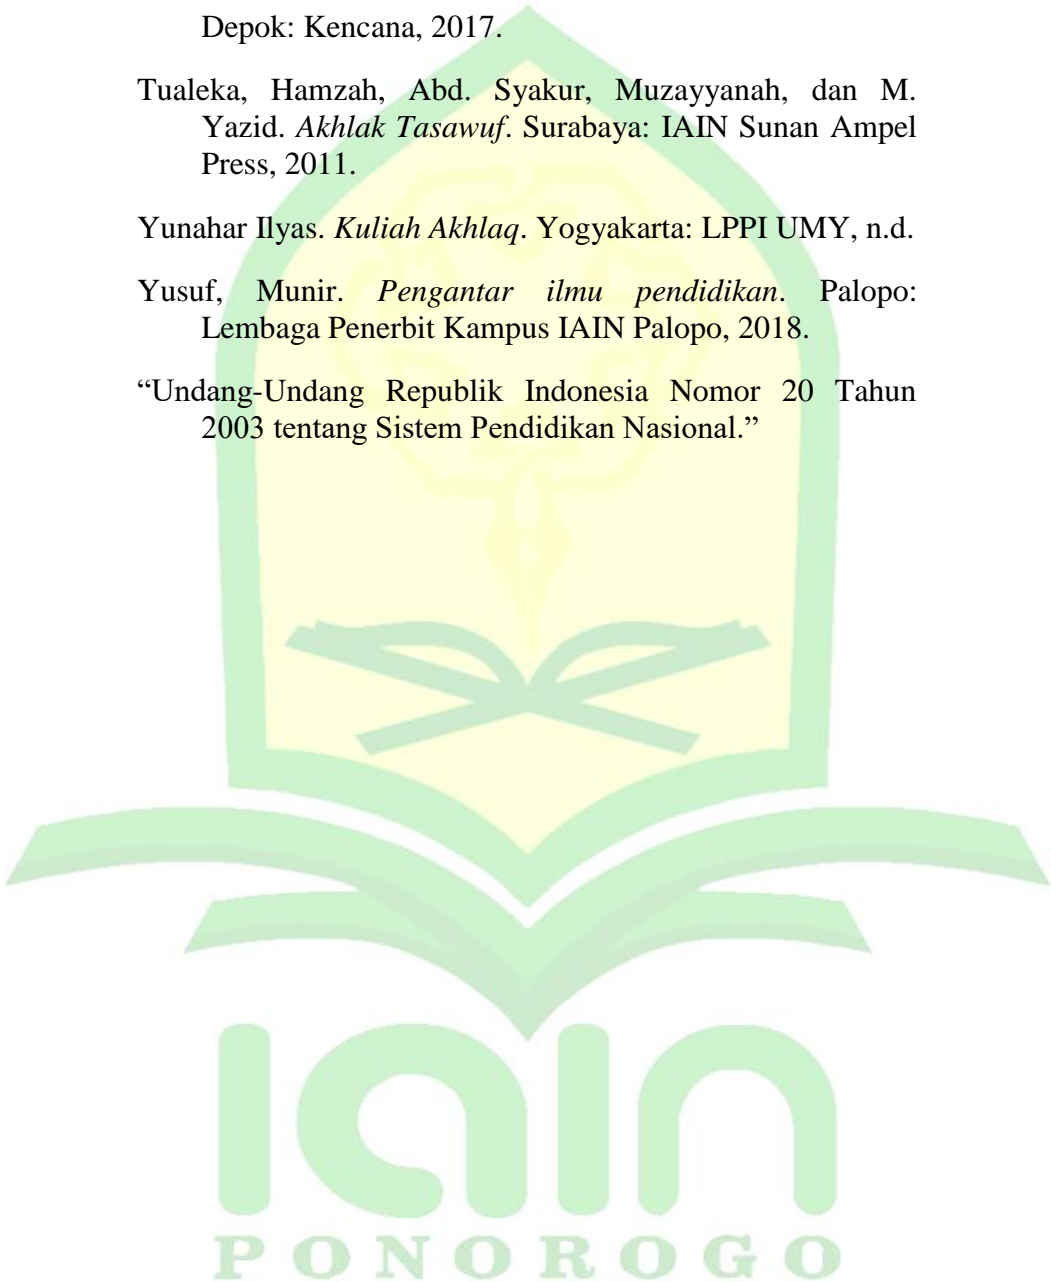 Depok: Kencana, 2017.
Tualeka, Hamzah, Abd. Syakur, Muzayyanah, dan M.
Yazid. Akhlak Tasawuf. Surabaya: IAIN Sunan Ampel
Press, 2011.
Yunahar Ilyas. Kuliah Akhlaq. Yogyakarta: LPPI UMY, n.d.
Yusuf, Munir. Pengantar ilmu pendidikan. Palopo:
Lembaga Penerbit Kampus IAIN Palopo, 2018.
“Undang-Undang Republik Indonesia Nomor 20 Tahun
2003 tentang Sistem Pendidikan Nasional.”
IAIN
PONOROGO